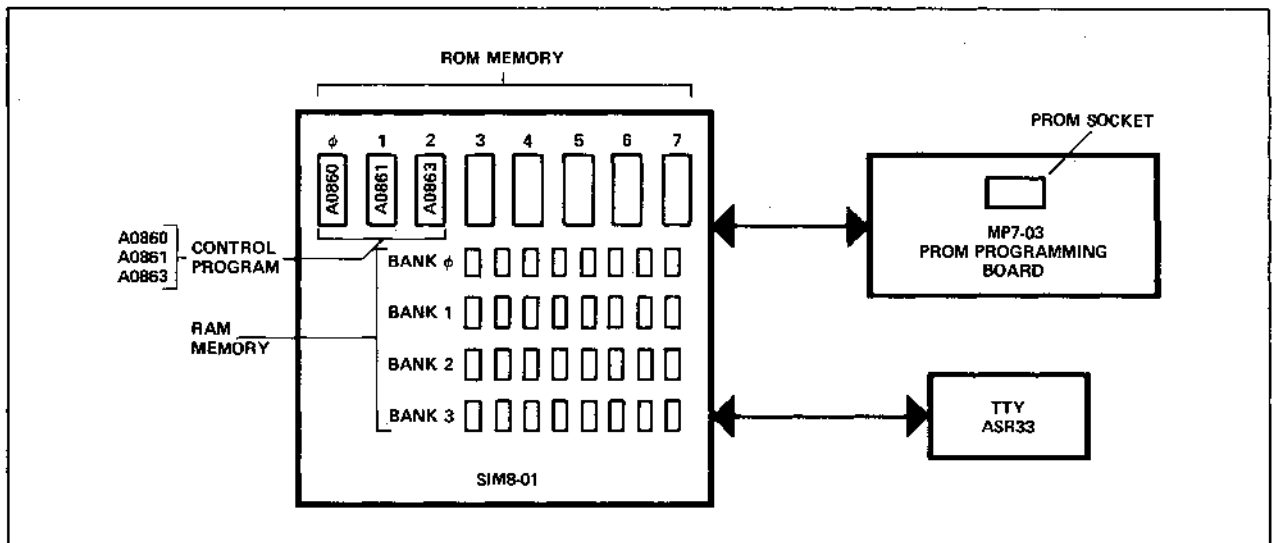 ROM MEMORY
PROM SOCKET
φ 1 2 3 4 5 6 7
A0860
A0861
A0863
MP7-03
PROM PROGRAMMING
BOARD
A0860
A0861
A0863
CONTROL
PROGRAM
BANK φ
BANK 1
RAM
MEMORY
BANK 2
BANK 3
TTY
ASR33
SIM8-01